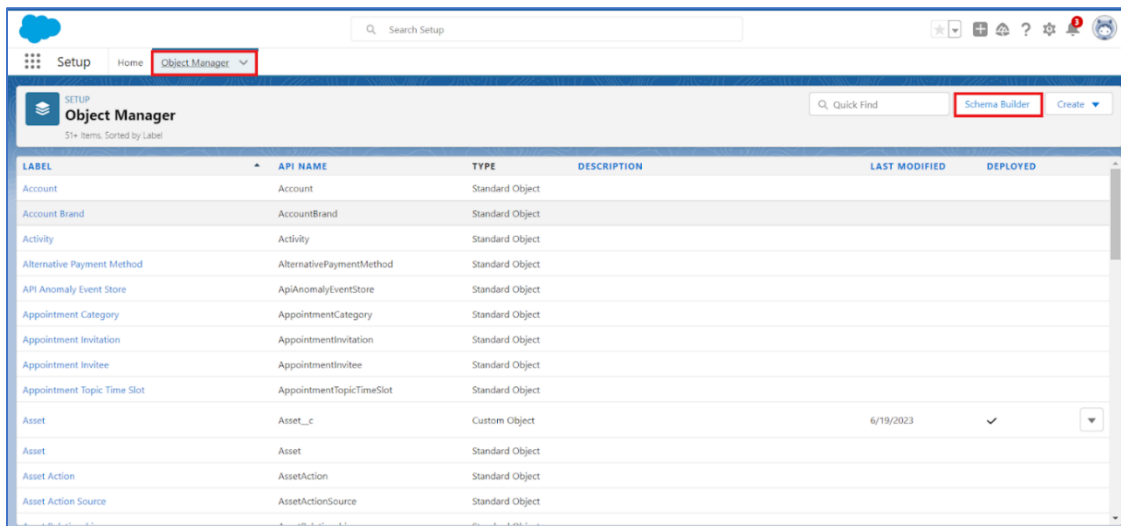 Search Setup
3
Setup Home Object Manager
SETUP
Object Manager
51+ Items, Sorted by Label
Quick Find
Schema Builder
Create
LABEL API NAME TYPE DESCRIPTION LAST MODIFIED DEPLOYED
Account Account Standard Object
Account Brand AccountBrand Standard Object
Activity Activity Standard Object
Alternative Payment Method AlternativePaymentMethod Standard Object
API Anomaly Event Store ApiAnomalyEventStore Standard Object
Appointment Category AppointmentCategory Standard Object
Appointment Invitation AppointmentInvitation Standard Object
Appointment Invitee AppointmentInvitee Standard Object
Appointment Topic Time Slot AppointmentTopicTimeSlot Standard Object
Asset Asset__c Custom Object 6/19/2023
Asset Asset Standard Object
Asset Action AssetAction Standard Object
Asset Action Source AssetActionSource Standard Object